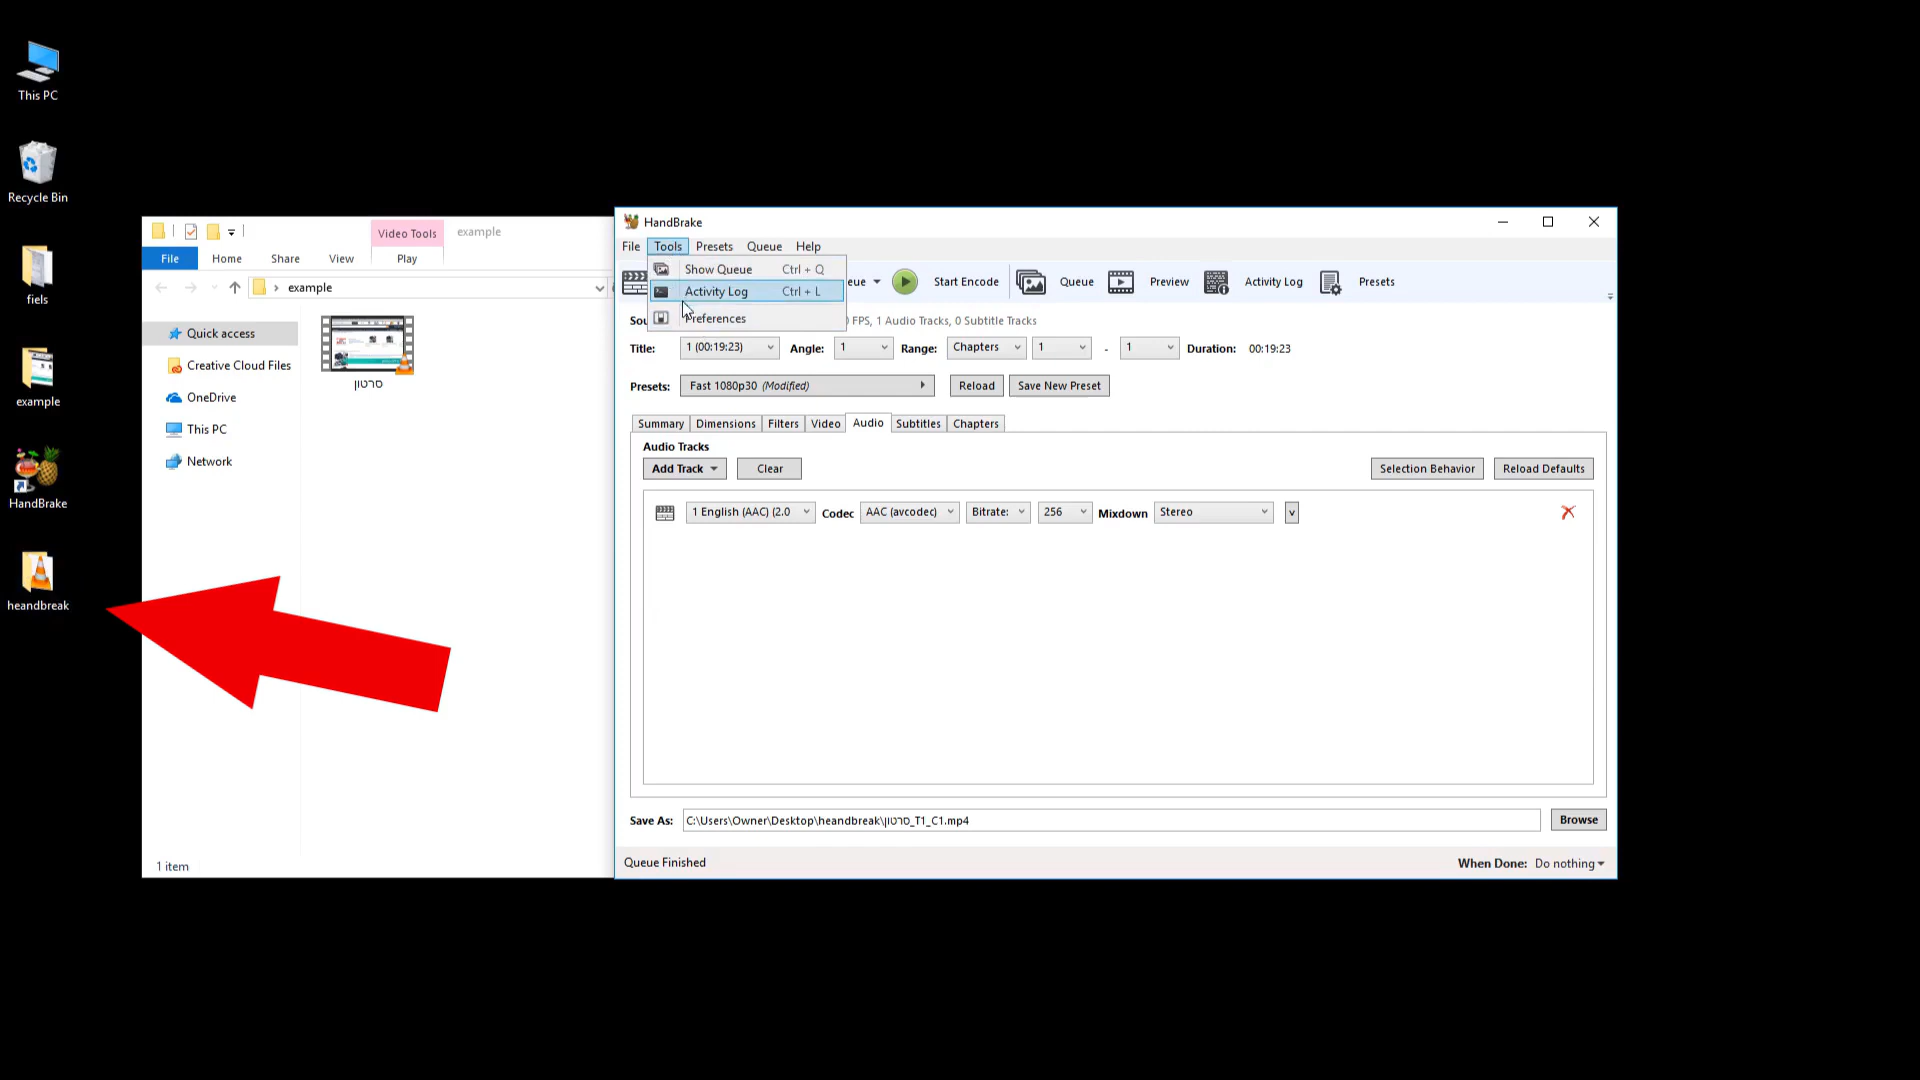 This PC
Recycle Bin
fiels
example
HandBrake
heandbreak
Video Tools
example
File
Home
Share
View
Play
example
Quick access
Creative Cloud Files
OneDrive
This PC
Network
סרטון
1 item
HandBrake
File Tools Presets Queue Help
Show Queue Ctrl + Q
Activity Log Ctrl + L
Preferences
Start Encode
Queue
Preview
Activity Log
Presets
FPS, 1 Audio Tracks, 0 Subtitle Tracks
Title: 1 (00:19:23) Angle: 1 Range: Chapters 1 - 1 Duration: 00:19:23
Presets: Fast 1080p30 (Modified) Reload Save New Preset
Summary Dimensions Filters Video Audio Subtitles Chapters
Audio Tracks
Add Track Clear Selection Behavior Reload Defaults
1 English (AAC) (2.0 Codec AAC (avcodec) Bitrate: 256 Mixdown Stereo v
Save As: C:\Users\Owner\Desktop\heandbreak\סרטון_T1_C1.mp4 Browse
Queue Finished
When Done: Do nothing